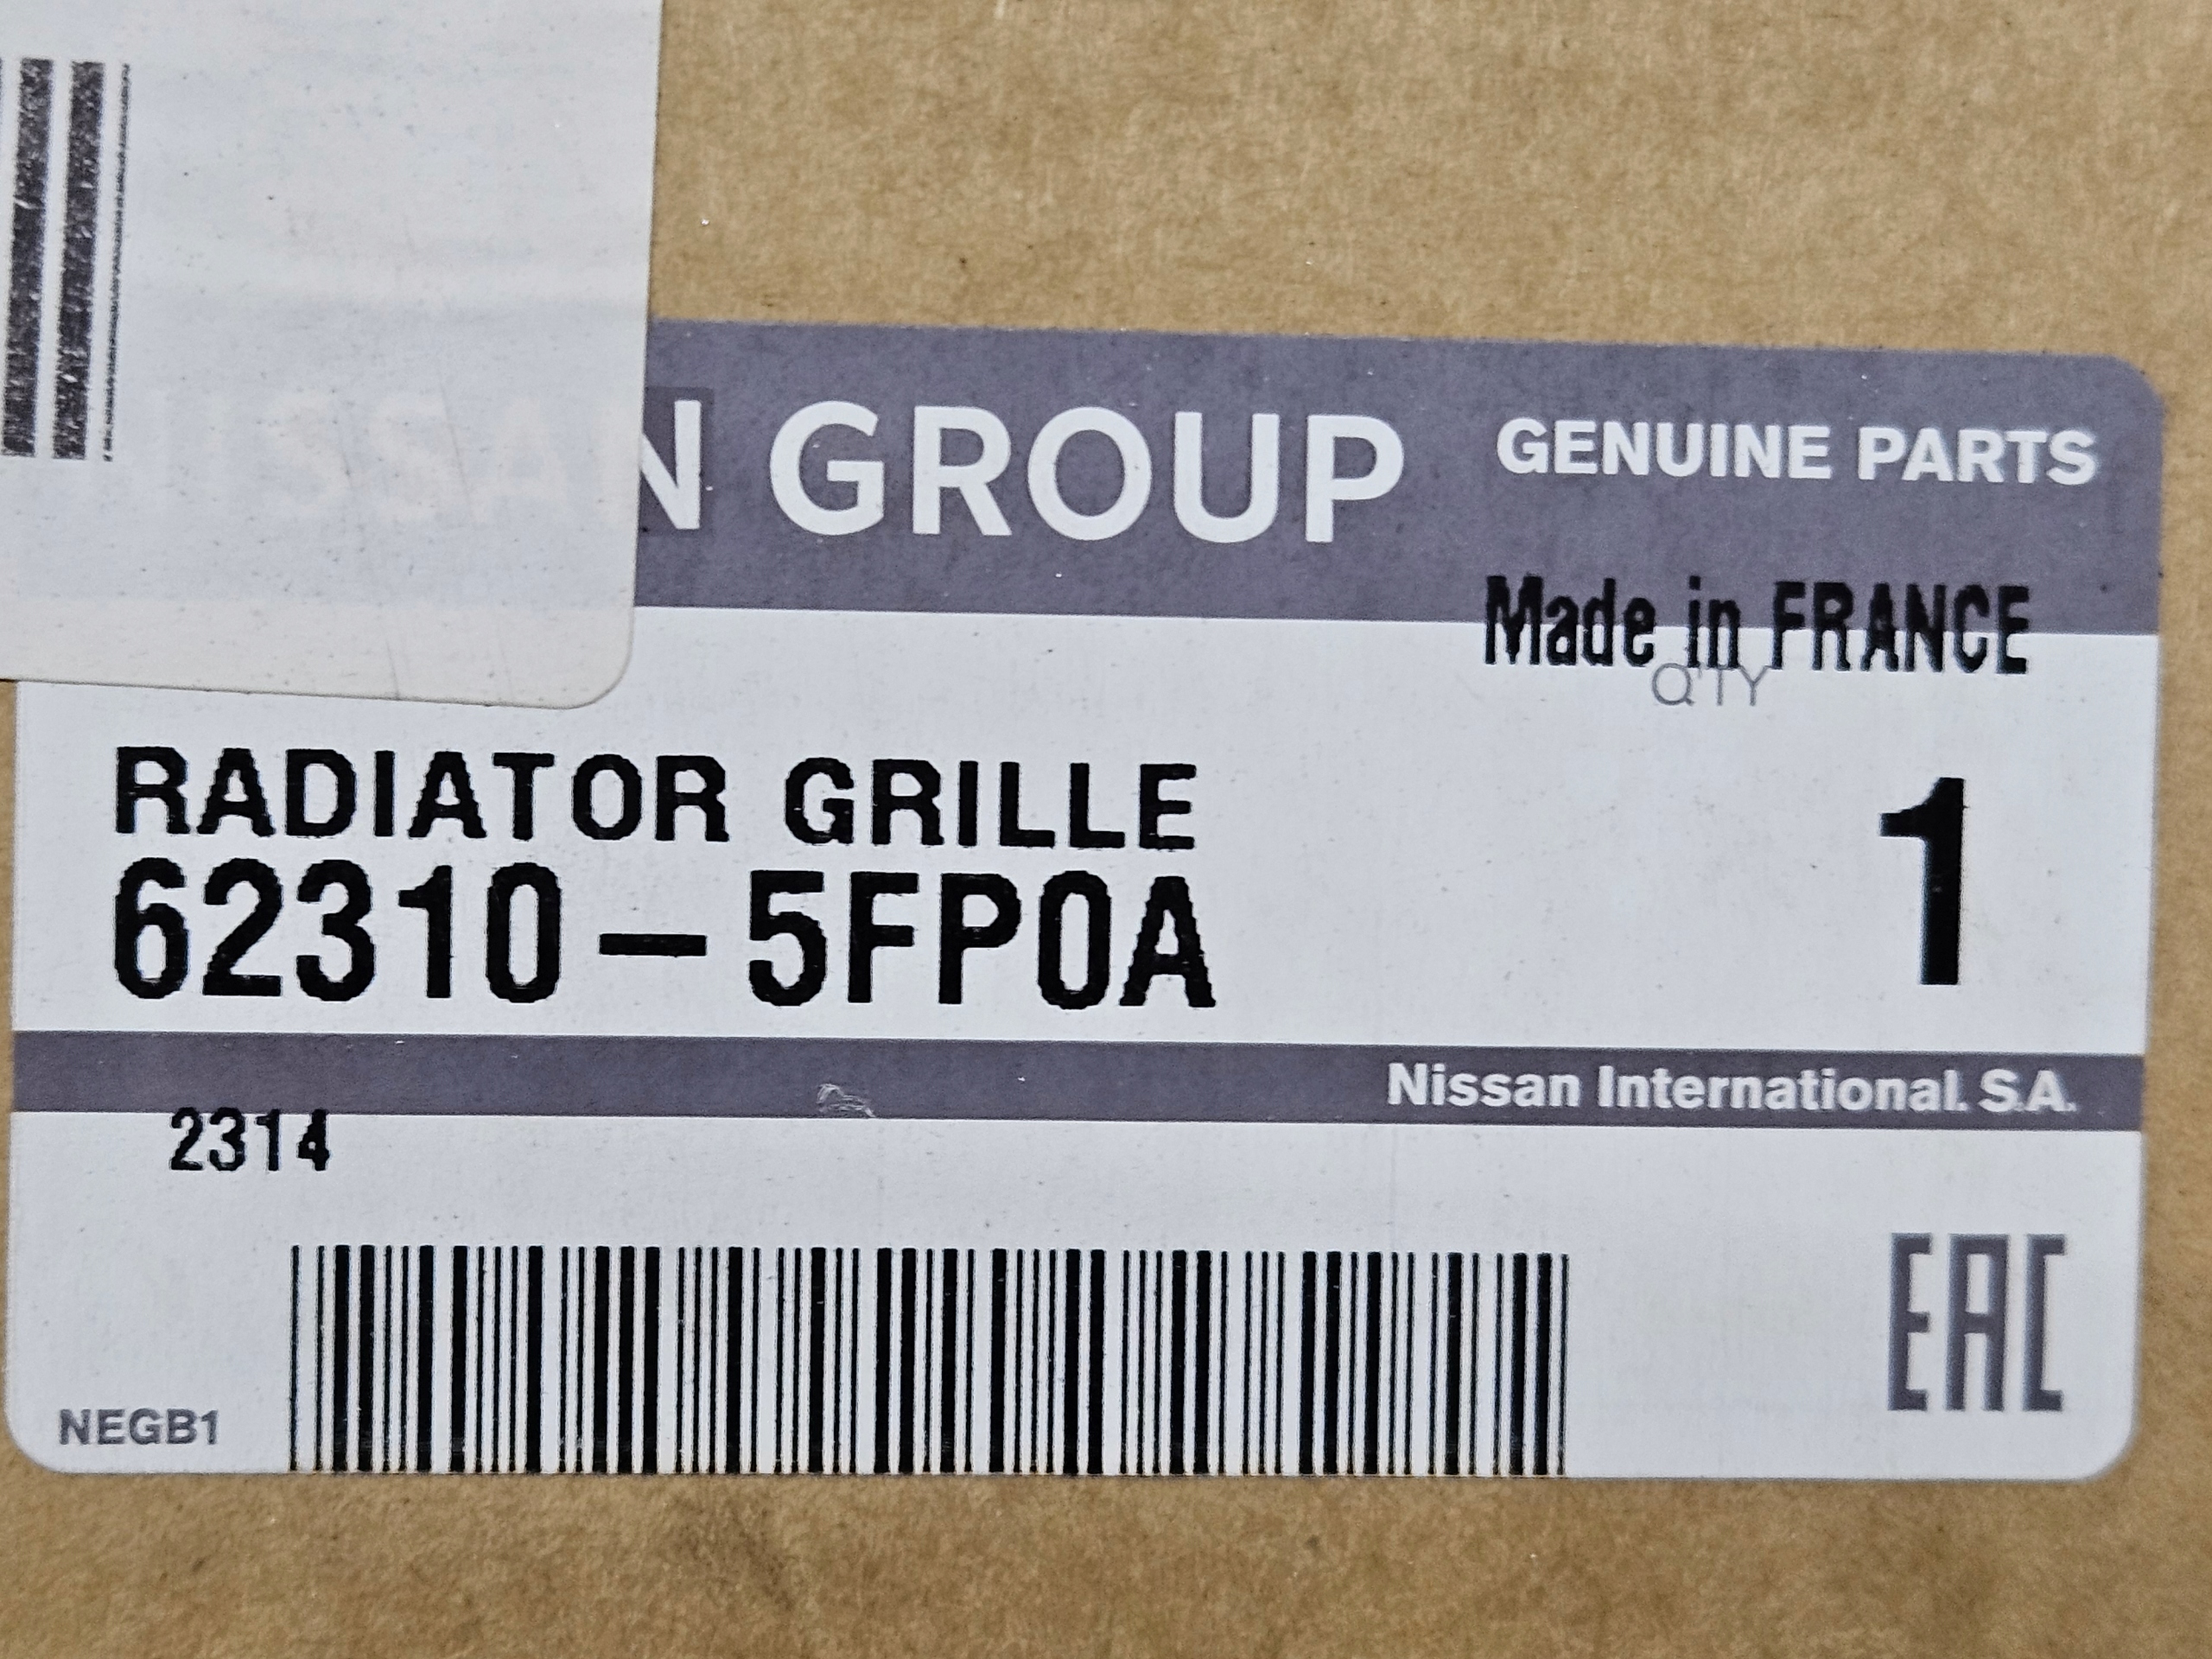 N GROUP GENUINE PARTS
Made in FRANCE
QTY
RADIATOR GRILLE
62310-5FP0A 1
Nissan International. S.A.
2314
NEGB1
EAC